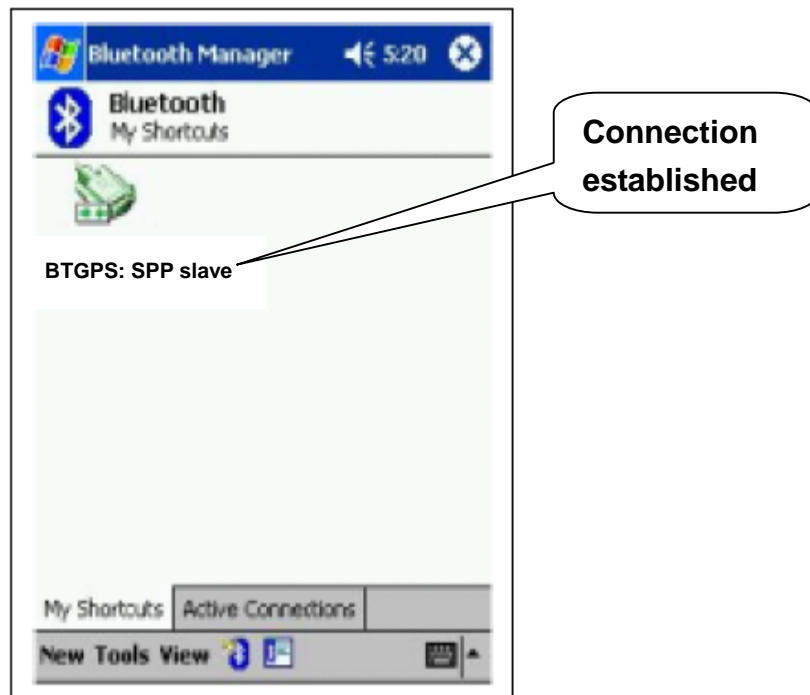 Bluetooth Manager 5:20
Bluetooth
My Shortcuts
Connection
established
BTGPS: SPP slave
My Shortcuts Active Connections
New Tools View